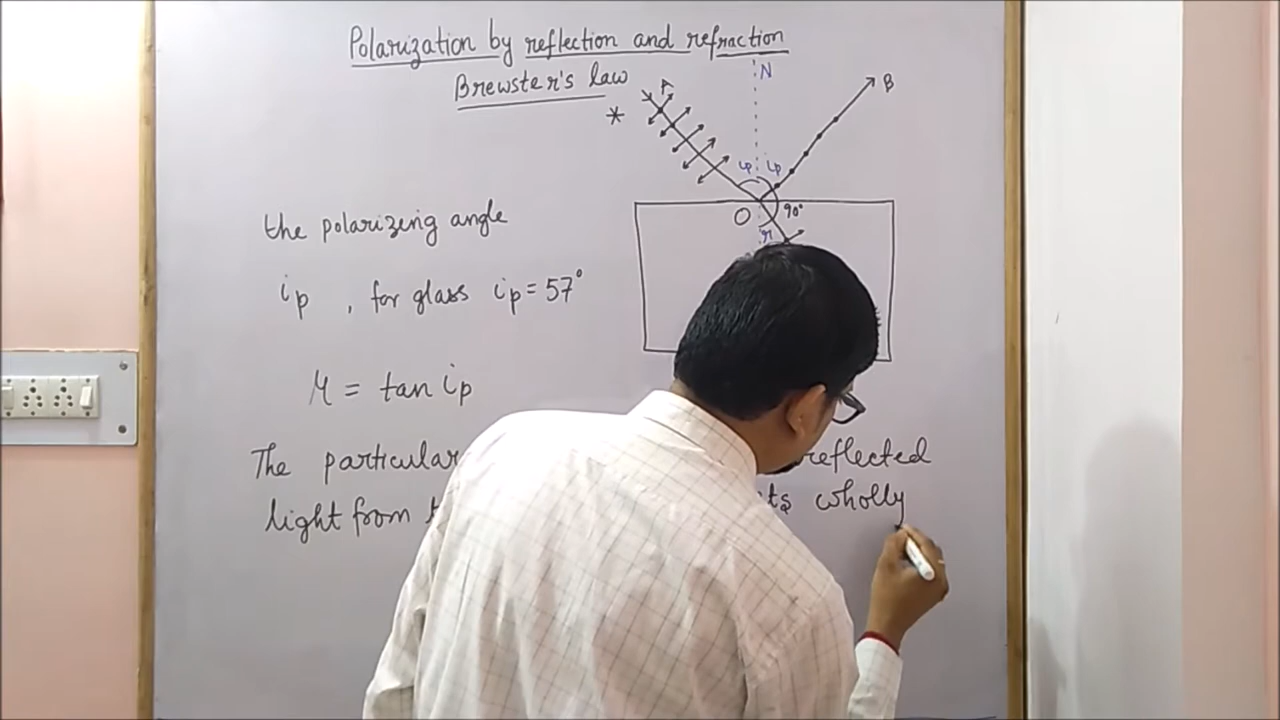 Polarization by reflection and refraction
Brewster's law
N
A
B
*
ip ip
O 90°
r
the polarizing angle
ip , for glass ip = 57°
μ = tan ip
The particular reflected
light from wholly